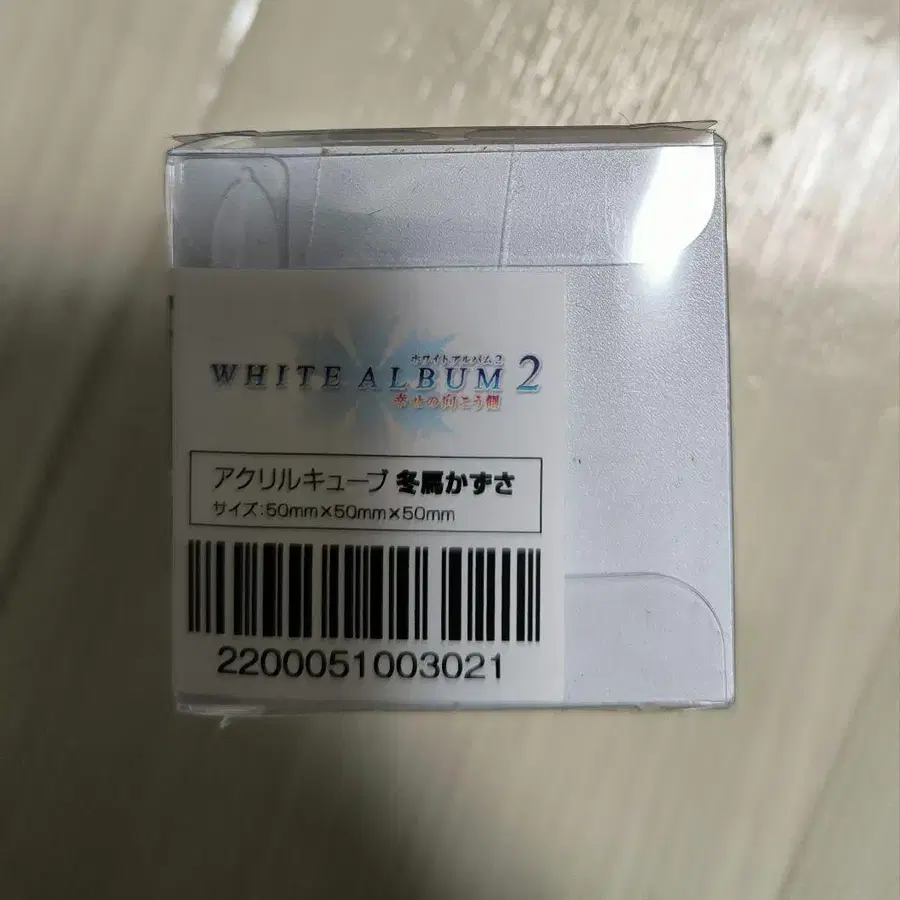 ホワイトアルバム2
WHITE ALBUM 2
幸せの向こう側
アクリルキューブ 冬馬かずさ
サイズ:50mm×50mm×50mm
2200051003021